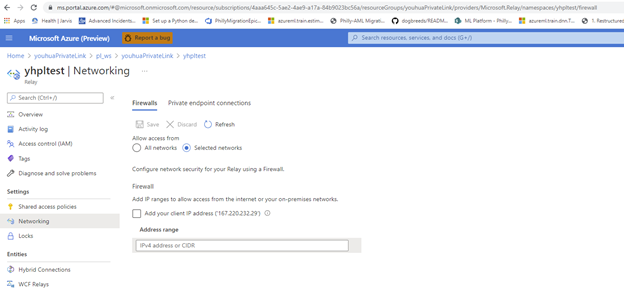 ms.portal.azure.com/#@microsoft.onmicrosoft.com/resource/subscriptions/4aaa645c-5ae2-4ae9-a17a-84b9023bc56a/resourceGroups/youhuaPrivateLink/providers/Microsoft.Relay/namespaces/yhpltest/firewall
Apps Health | Jarvis Advanced Incidents... Set up a Python de... PhillyMigrationEpic... azureml.train.estim... Philly-AML Migrati... dogbreeds/READM... ML Platform - Philly... azureml.train.dnn.T... 1. Restructured
Microsoft Azure (Preview) Report a bug Search resources, services, and docs (G+/)
Home > youhuaPrivateLink > pl_ws > youhuaPrivateLink > yhpltest
yhpltest | Networking ...
Relay
Search (Ctrl+/) «
Overview
Activity log
Access control (IAM)
Tags
Diagnose and solve problems
Settings
Shared access policies
Networking
Locks
Entities
Hybrid Connections
WCF Relays
Firewalls Private endpoint connections
Save Discard Refresh
Allow access from
All networks Selected networks
Configure network security for your Relay using a Firewall.
Firewall
Add IP ranges to allow access from the internet or your on-premises networks.
Add your client IP address ('167.220.232.29')
Address range
IPv4 address or CIDR